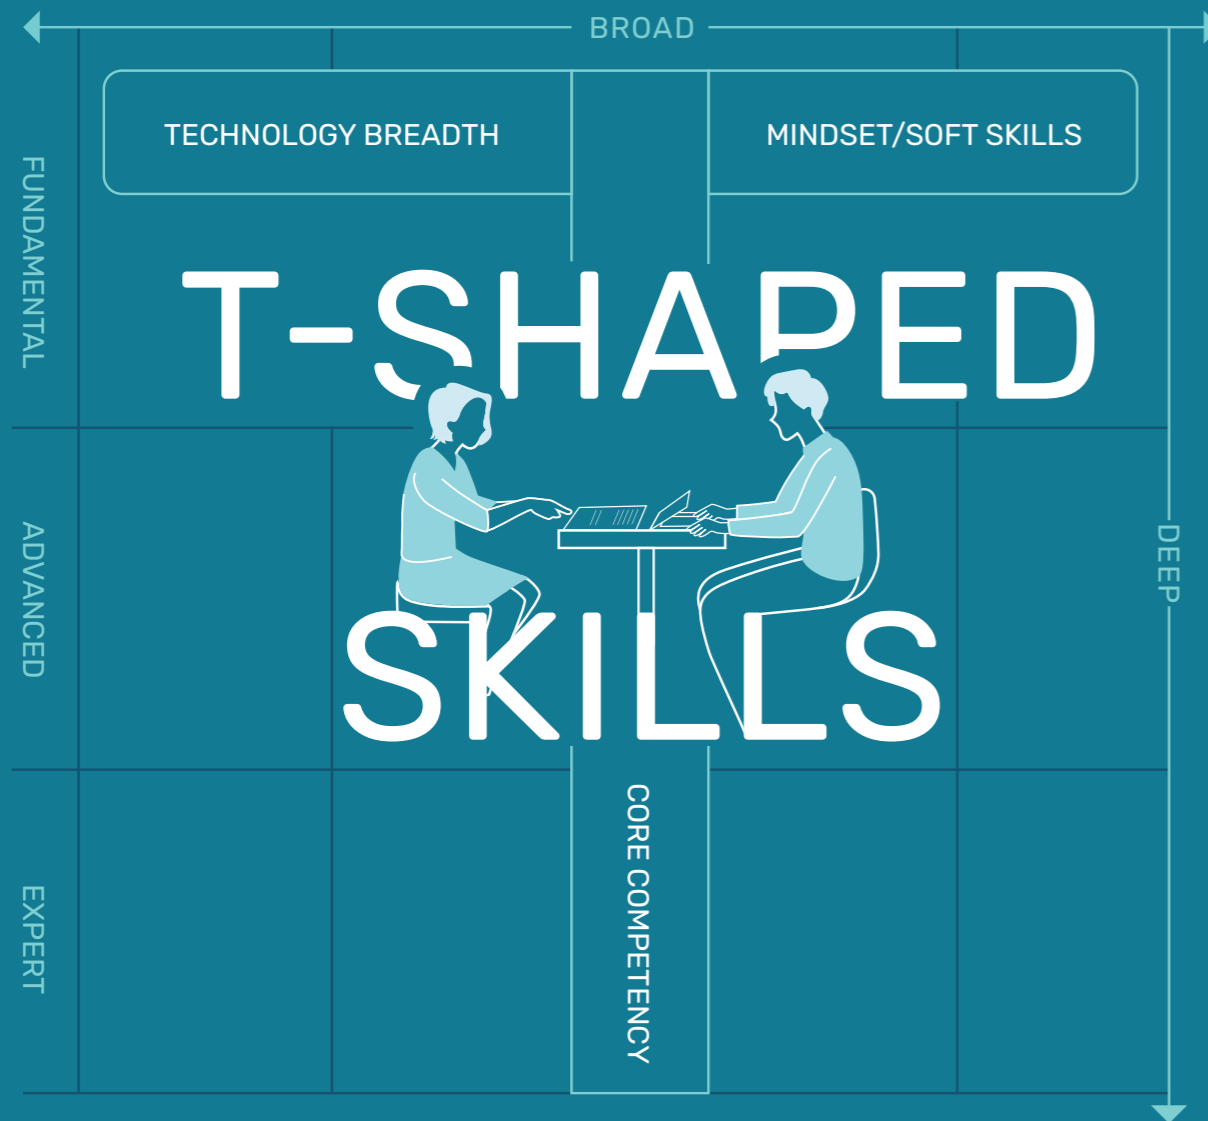 BROAD
TECHNOLOGY BREADTH
MINDSET/SOFT SKILLS
FUNDAMENTAL
T-SHAPED
ADVANCED
DEEP
SKILLS
CORE COMPETENCY
EXPERT